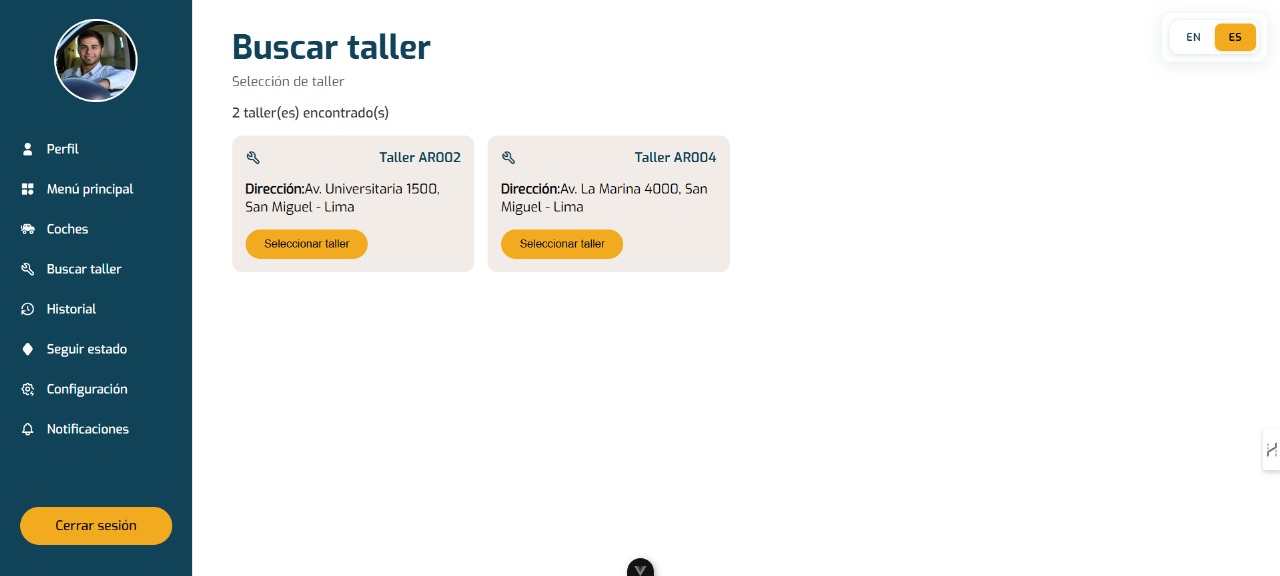 Buscar taller
Selección de taller
2 taller(es) encontrado(s)
EN
ES
Perfil
Menú principal
Coches
Buscar taller
Historial
Seguir estado
Configuración
Notificaciones
Cerrar sesión
Taller AR002
Dirección:Av. Universitaria 1500,
San Miguel - Lima
Seleccionar taller
Taller AR004
Dirección:Av. La Marina 4000, San
Miguel - Lima
Seleccionar taller